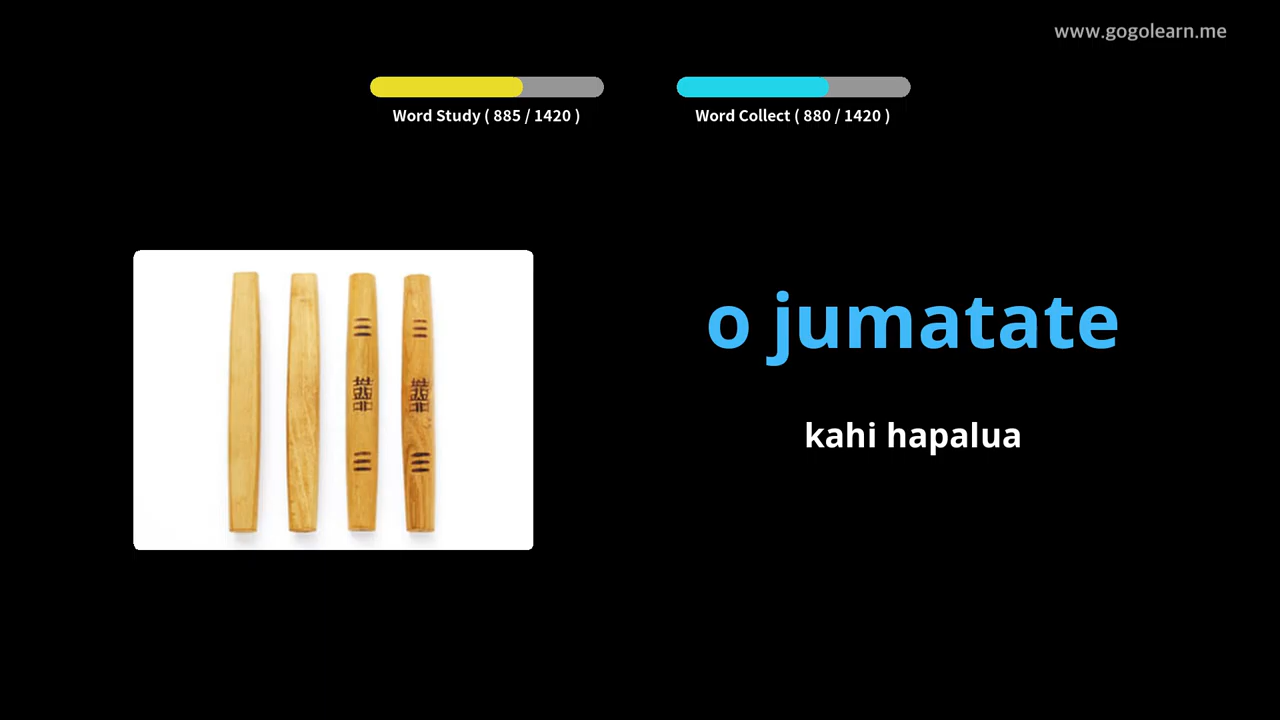 www.gogolearn.me
Word Study ( 885 / 1420 )
Word Collect ( 880 / 1420 )
o jumatate
kahi hapalua